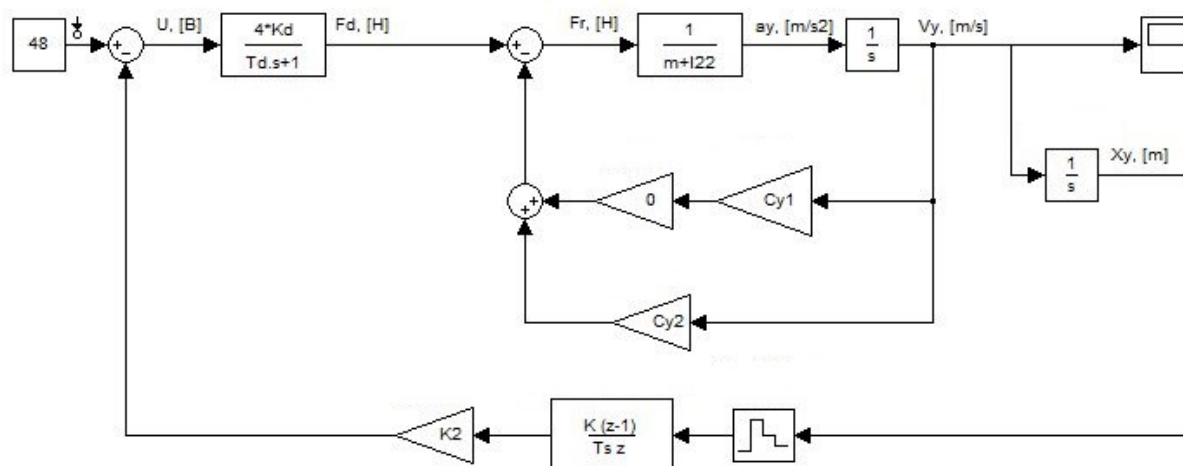 48
U, [B]
4*Kd
Td.s+1
Fd, [H]
Fr, [H]
1
m+I22
ay, [m/s2]
1
s
Vy, [m/s]
1
s
Xy, [m]
0
Cy1
Cy2
K2
K (z-1)
Ts z